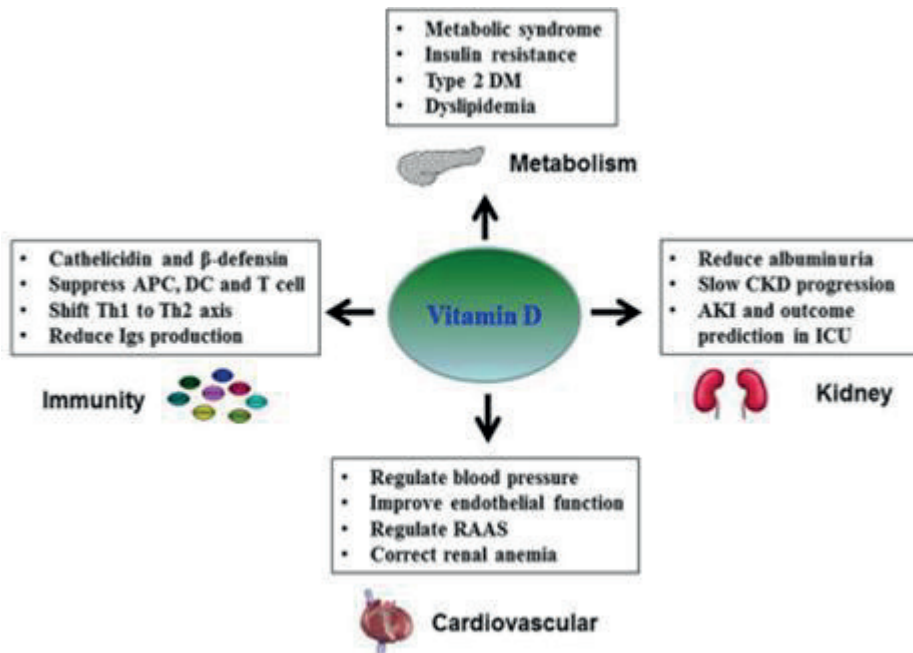 • Metabolic syndrome
• Insulin resistance
• Type 2 DM
• Dyslipidemia
Metabolism
• Cathelicidin and β-defensin
• Suppress APC, DC and T cell
• Shift Th1 to Th2 axis
• Reduce Igs production
Immunity
Vitamin D
• Reduce albuminuria
• Slow CKD progression
• AKI and outcome
prediction in ICU
Kidney
• Regulate blood pressure
• Improve endothelial function
• Regulate RAAS
• Correct renal anemia
Cardiovascular